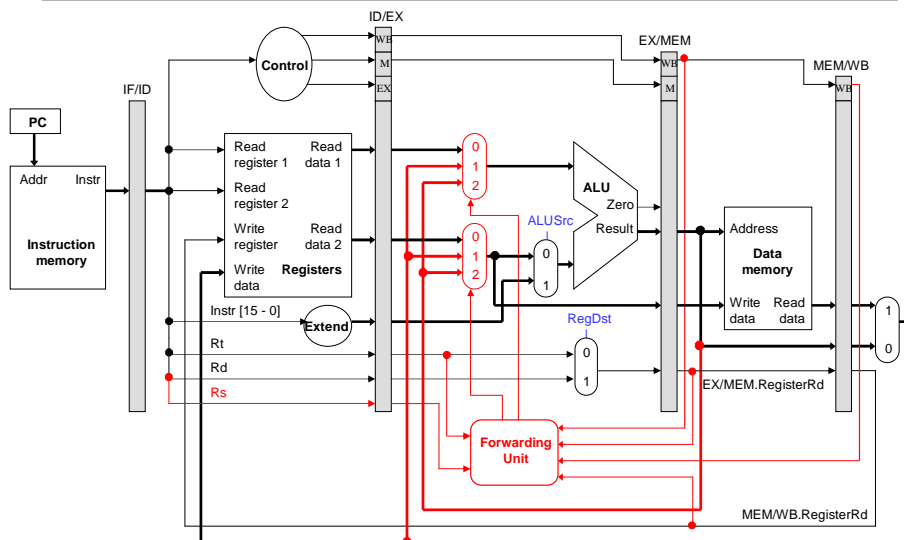 ID/EX
EX/MEM
MEM/WB
IF/ID
WB
M
EX
WB
M
WB
Control
PC
Addr Instr
Instruction
memory
Read
register 1
Read
data 1
Read
register 2
Write
register
Read
data 2
Write
data
Registers
0
1
2
0
1
2
ALU
Zero
Result
ALUSrc
0
1
Address
Data
memory
Write
data
Read
data
1
0
Instr [15 - 0]
Extend
RegDst
0
1
Rt
Rd
Rs
EX/MEM.RegisterRd
Forwarding
Unit
MEM/WB.RegisterRd